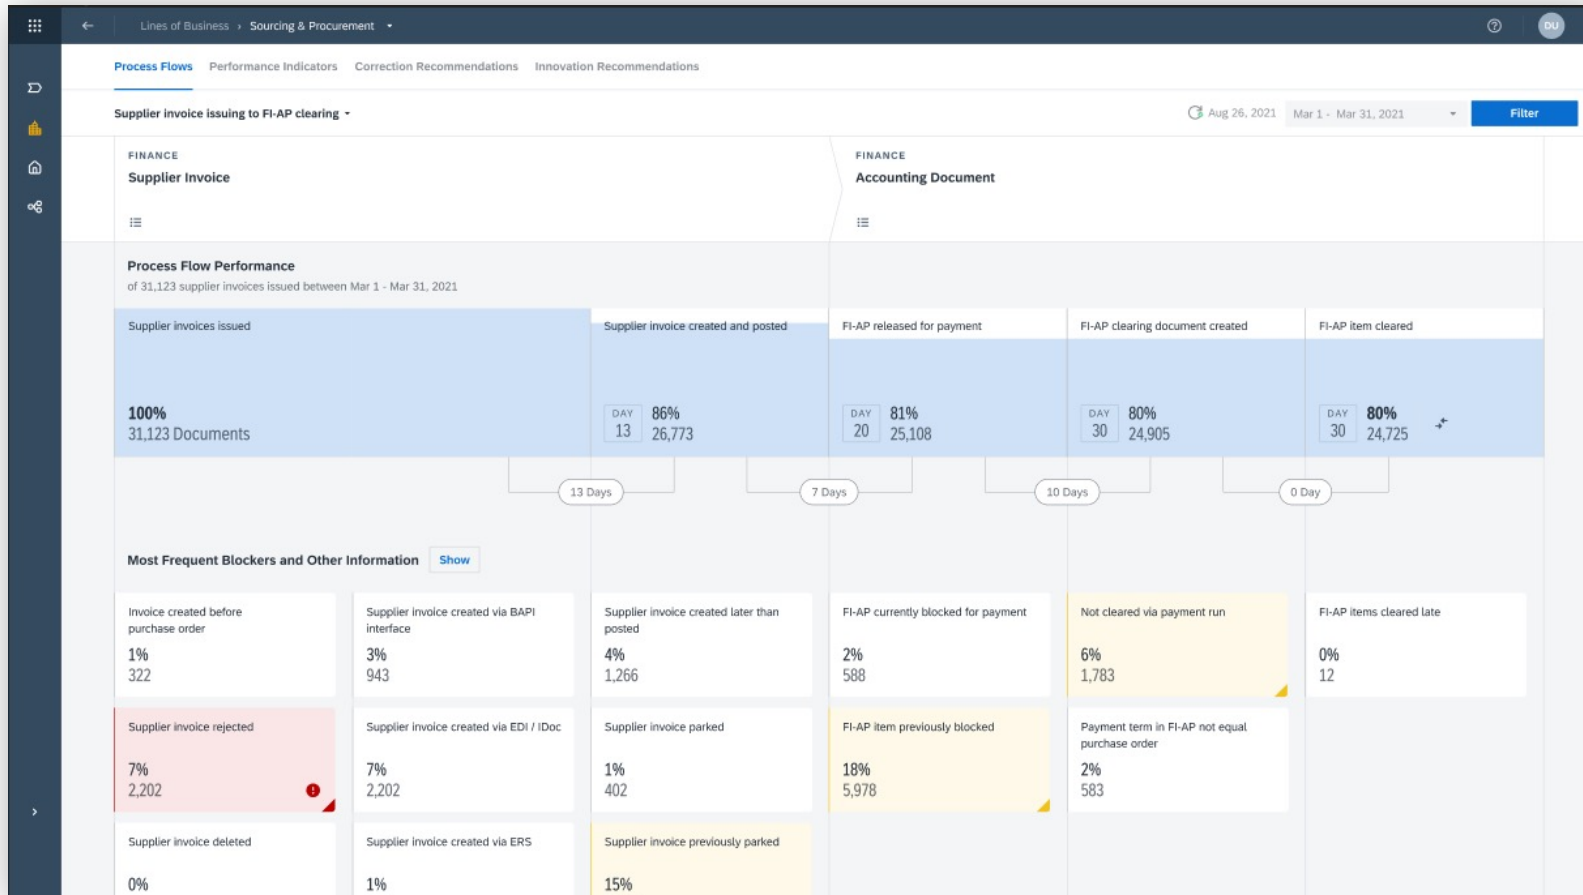 Lines of Business › Sourcing & Procurement
DU
Process Flows Performance Indicators Correction Recommendations Innovation Recommendations
Supplier invoice issuing to FI-AP clearing
Aug 26, 2021 Mar 1 - Mar 31, 2021 Filter
FINANCE
Supplier Invoice
FINANCE
Accounting Document
Process Flow Performance
of 31,123 supplier invoices issued between Mar 1 - Mar 31, 2021
Supplier invoices issued
100%
31,123 Documents
Supplier invoice created and posted
DAY 86%
13 26,773
FI-AP released for payment
DAY 81%
20 25,108
FI-AP clearing document created
DAY 80%
30 24,905
FI-AP item cleared
DAY 80%
30 24,725
13 Days
7 Days
10 Days
0 Day
Most Frequent Blockers and Other Information Show
Invoice created before
purchase order
1%
322
Supplier invoice created via BAPI
interface
3%
943
Supplier invoice created later than
posted
4%
1,266
FI-AP currently blocked for payment
2%
588
Not cleared via payment run
6%
1,783
FI-AP items cleared late
0%
12
Supplier invoice rejected
7%
2,202
Supplier invoice created via EDI / IDoc
7%
2,202
Supplier invoice parked
1%
402
FI-AP item previously blocked
18%
5,978
Payment term in FI-AP not equal
purchase order
2%
583
Supplier invoice deleted
0%
Supplier invoice created via ERS
1%
Supplier invoice previously parked
15%